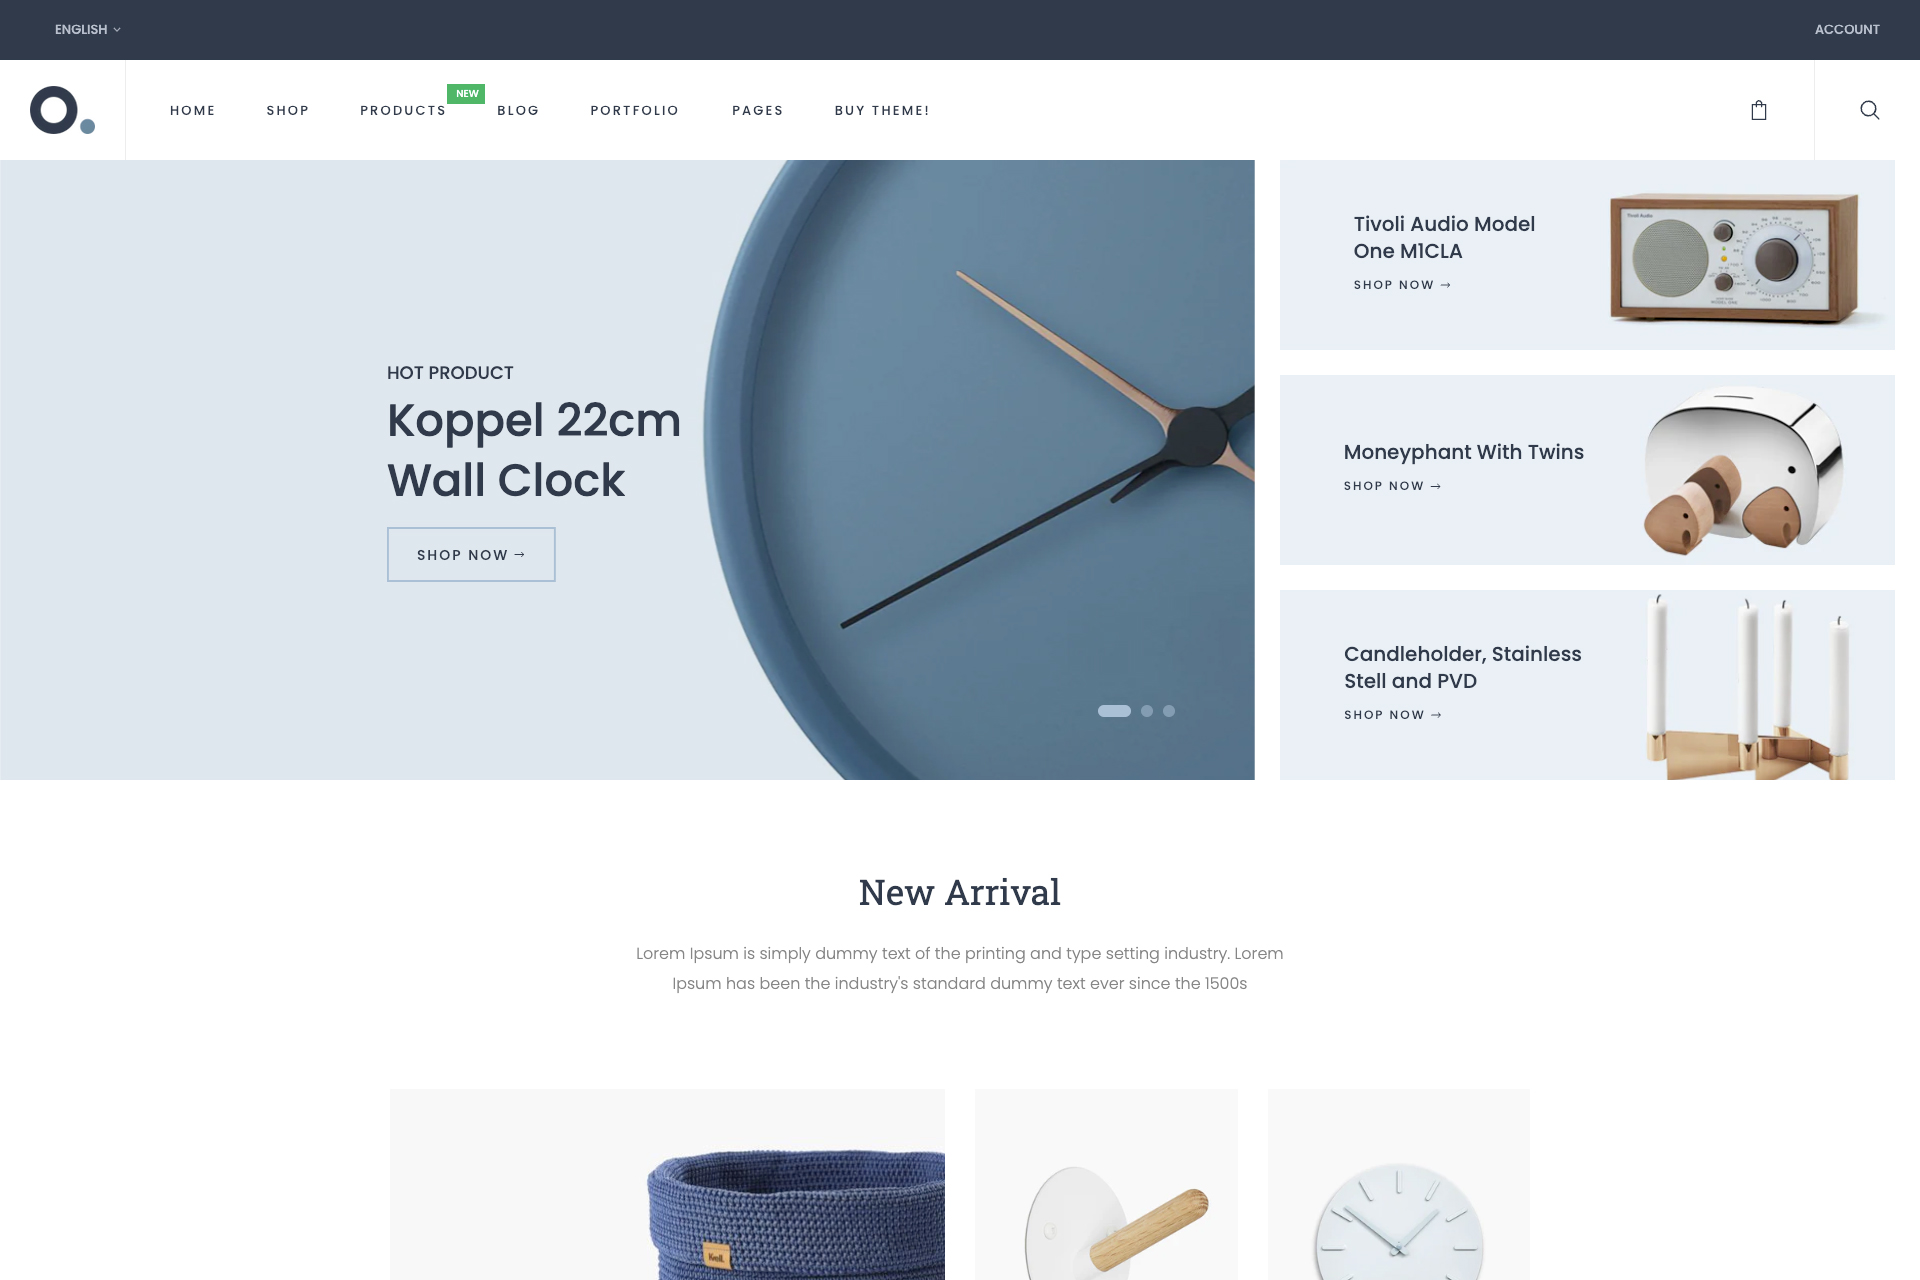 ENGLISH
ACCOUNT
O.
HOME
SHOP
PRODUCTS
NEW
BLOG
PORTFOLIO
PAGES
BUY THEME!
HOT PRODUCT
Koppel 22cm
Wall Clock
SHOP NOW →
Tivoli Audio Model
One M1CLA
SHOP NOW →
Tivoli Audio
Moneyphant With Twins
SHOP NOW →
Candleholder, Stainless
Stell and PVD
SHOP NOW →
New Arrival
Lorem Ipsum is simply dummy text of the printing and type setting industry. Lorem
Ipsum has been the industry's standard dummy text ever since the 1500s